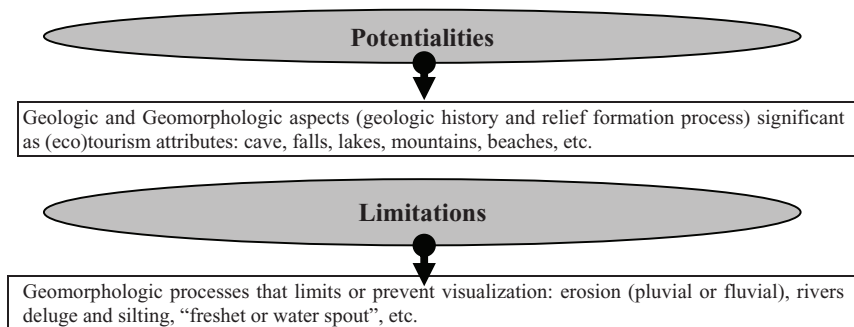 Potentialities
Geologic and Geomorphologic aspects (geologic history and relief formation process) significant
as (eco)tourism attributes: cave, falls, lakes, mountains, beaches, etc.
Limitations
Geomorphologic processes that limits or prevent visualization: erosion (pluvial or fluvial), rivers
deluge and silting, “freshet or water spout”, etc.